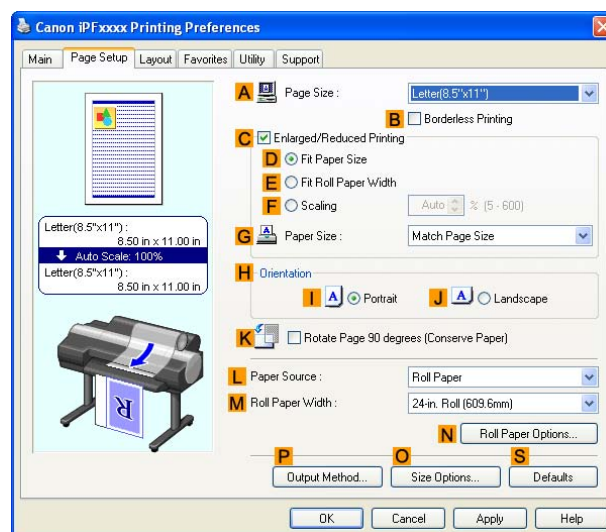 Canon iPFxxxx Printing Preferences
Main Page Setup Layout Favorites Utility Support
A Page Size : Letter(8.5"x11")
B Borderless Printing
C Enlarged/Reduced Printing
D Fit Paper Size
E Fit Roll Paper Width
F Scaling Auto % (5 - 600)
G Paper Size : Match Page Size
Letter(8.5"x11") :
8.50 in x 11.00 in
Auto Scale: 100%
Letter(8.5"x11") :
8.50 in x 11.00 in
H Orientation
I A Portrait J A Landscape
K Rotate Page 90 degrees (Conserve Paper)
L Paper Source : Roll Paper
M Roll Paper Width : 24-in. Roll (609.6mm)
R
N Roll Paper Options...
P O S
Output Method... Size Options... Defaults
OK Cancel Apply Help